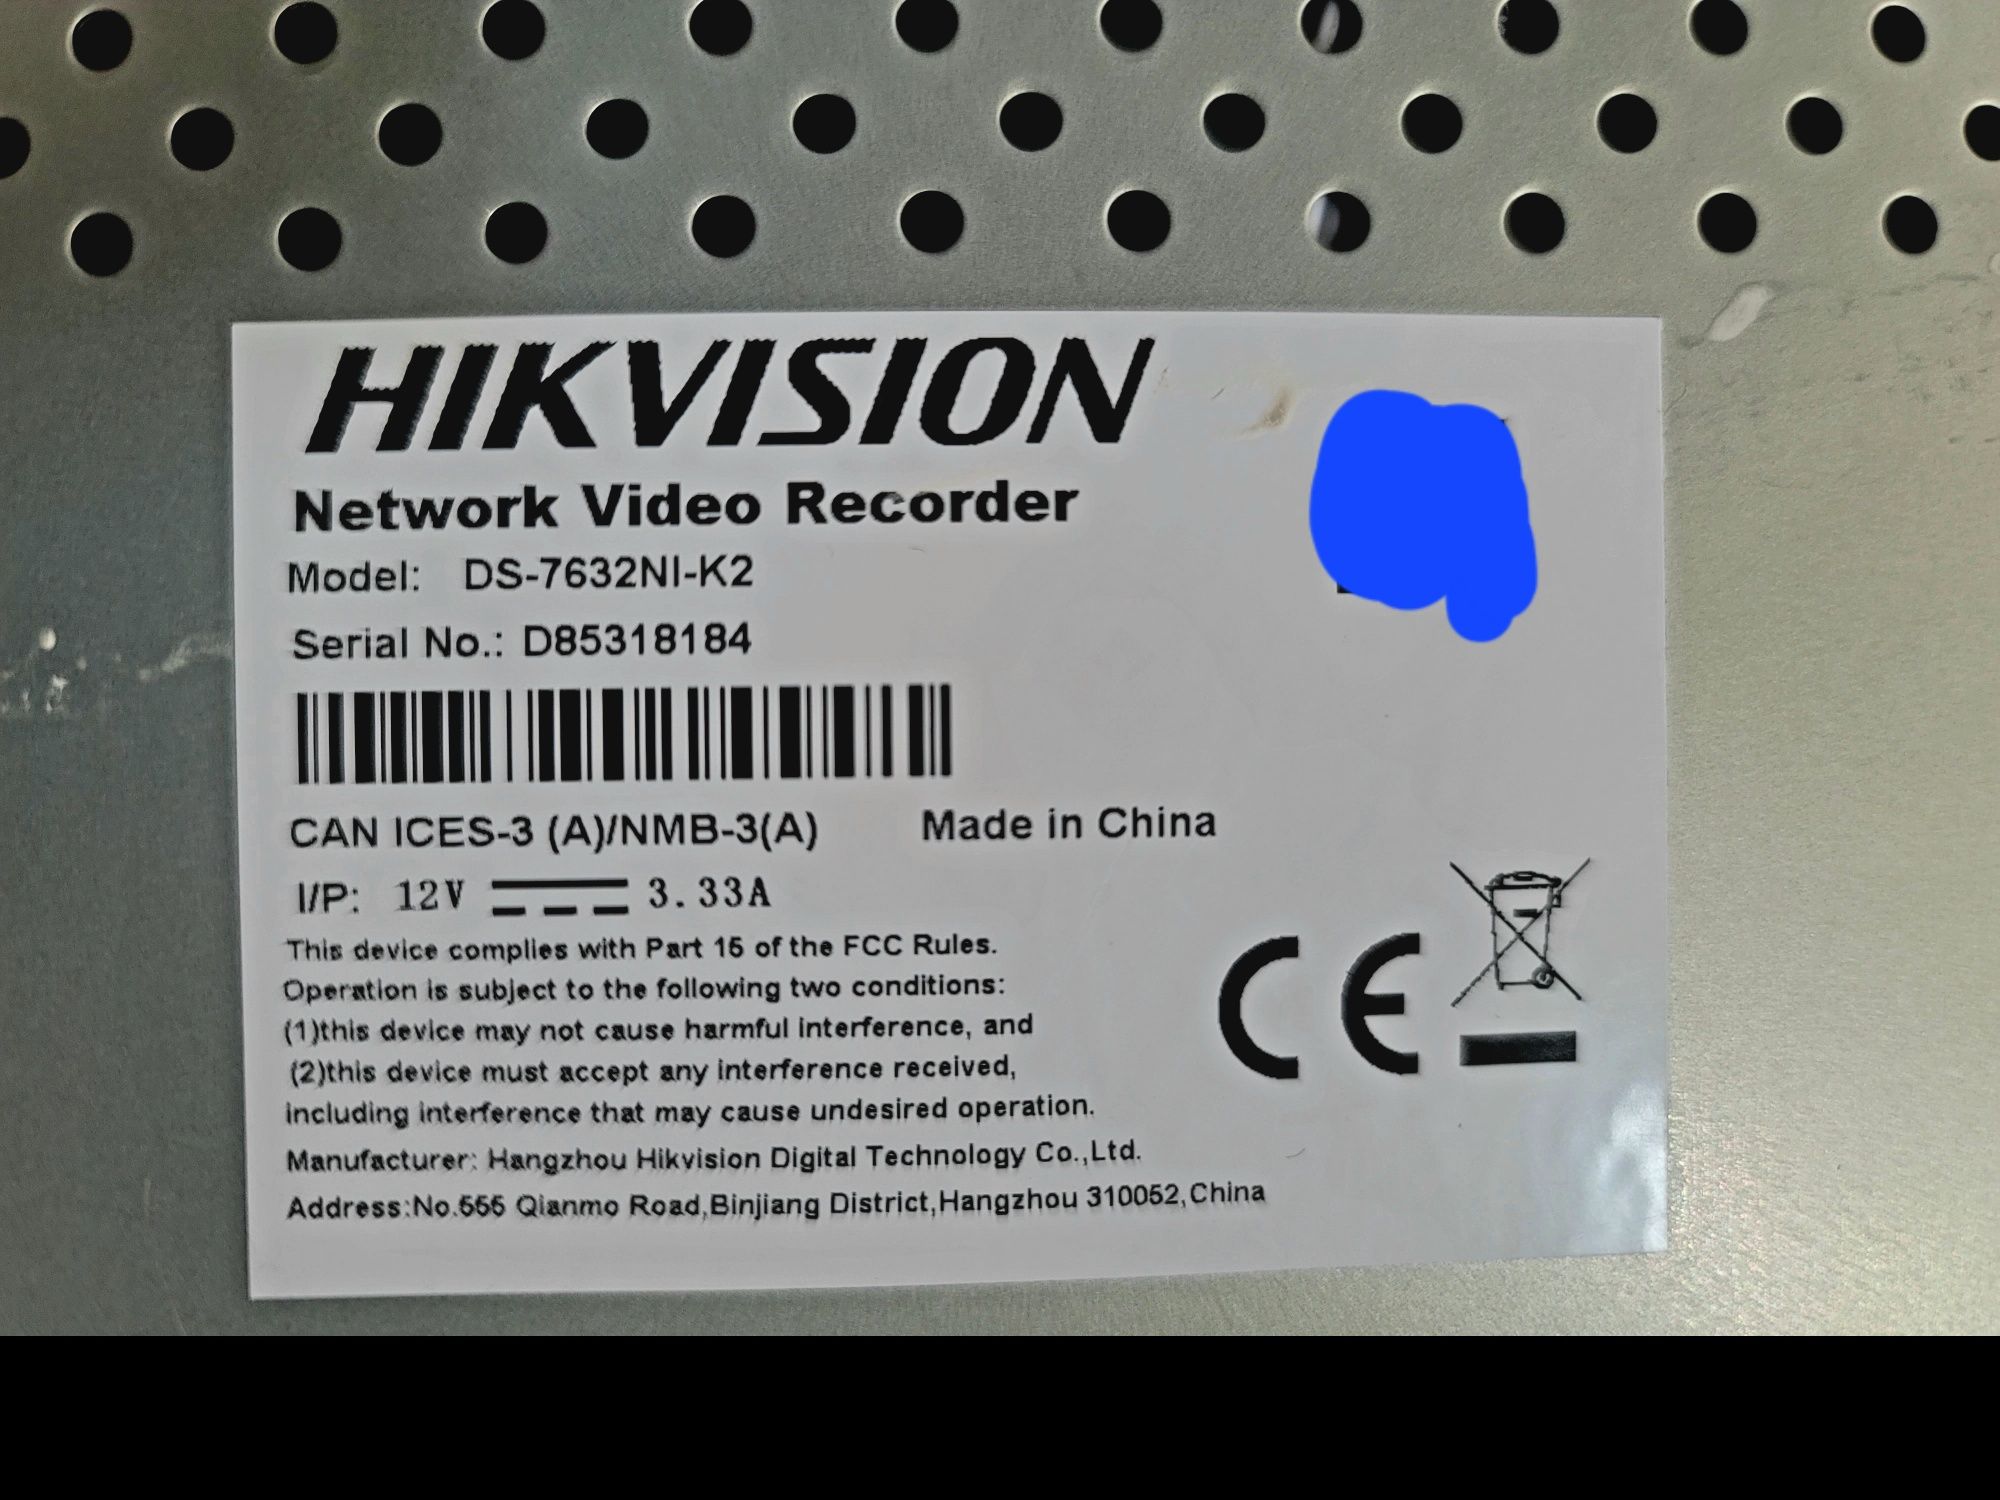 HIKVISION
Network Video Recorder
Model: DS-7632NI-K2
Serial No.: D85318184
CAN ICES-3 (A)/NMB-3(A) Made in China
I/P: 12V 3.33A
This device complies with Part 15 of the FCC Rules.
Operation is subject to the following two conditions:
(1)this device may not cause harmful interference, and
(2)this device must accept any interference received,
including interference that may cause undesired operation.
Manufacturer: Hangzhou Hikvision Digital Technology Co.,Ltd.
Address:No.555 Qianmo Road,Binjiang District,Hangzhou 310052,China
CE